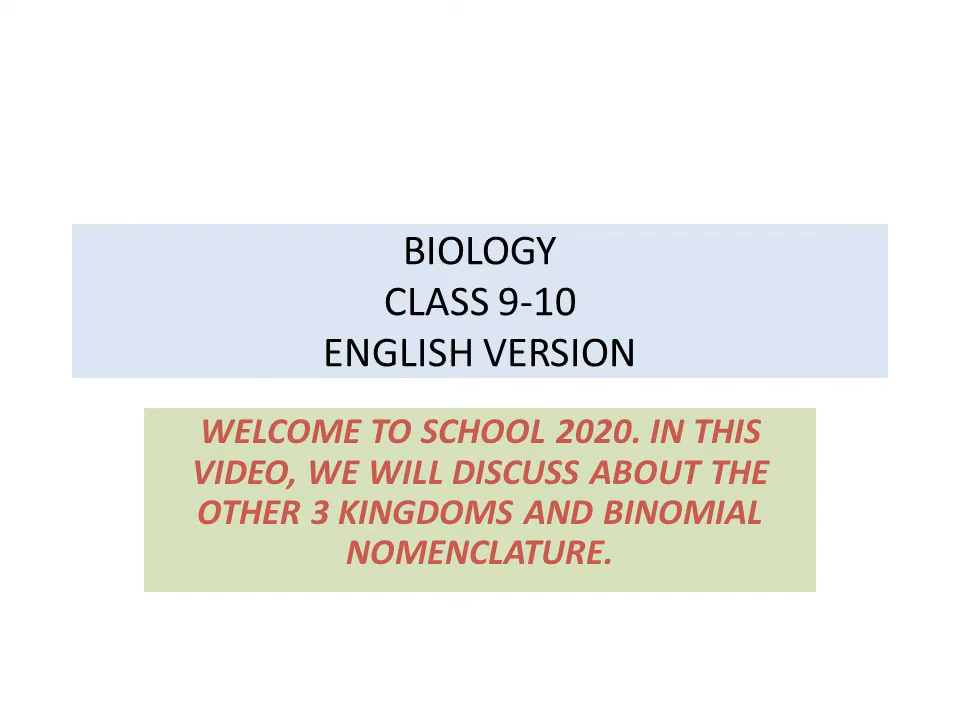 BIOLOGY
CLASS 9-10
ENGLISH VERSION
WELCOME TO SCHOOL 2020. IN THIS
VIDEO, WE WILL DISCUSS ABOUT THE
OTHER 3 KINGDOMS AND BINOMIAL
NOMENCLATURE.